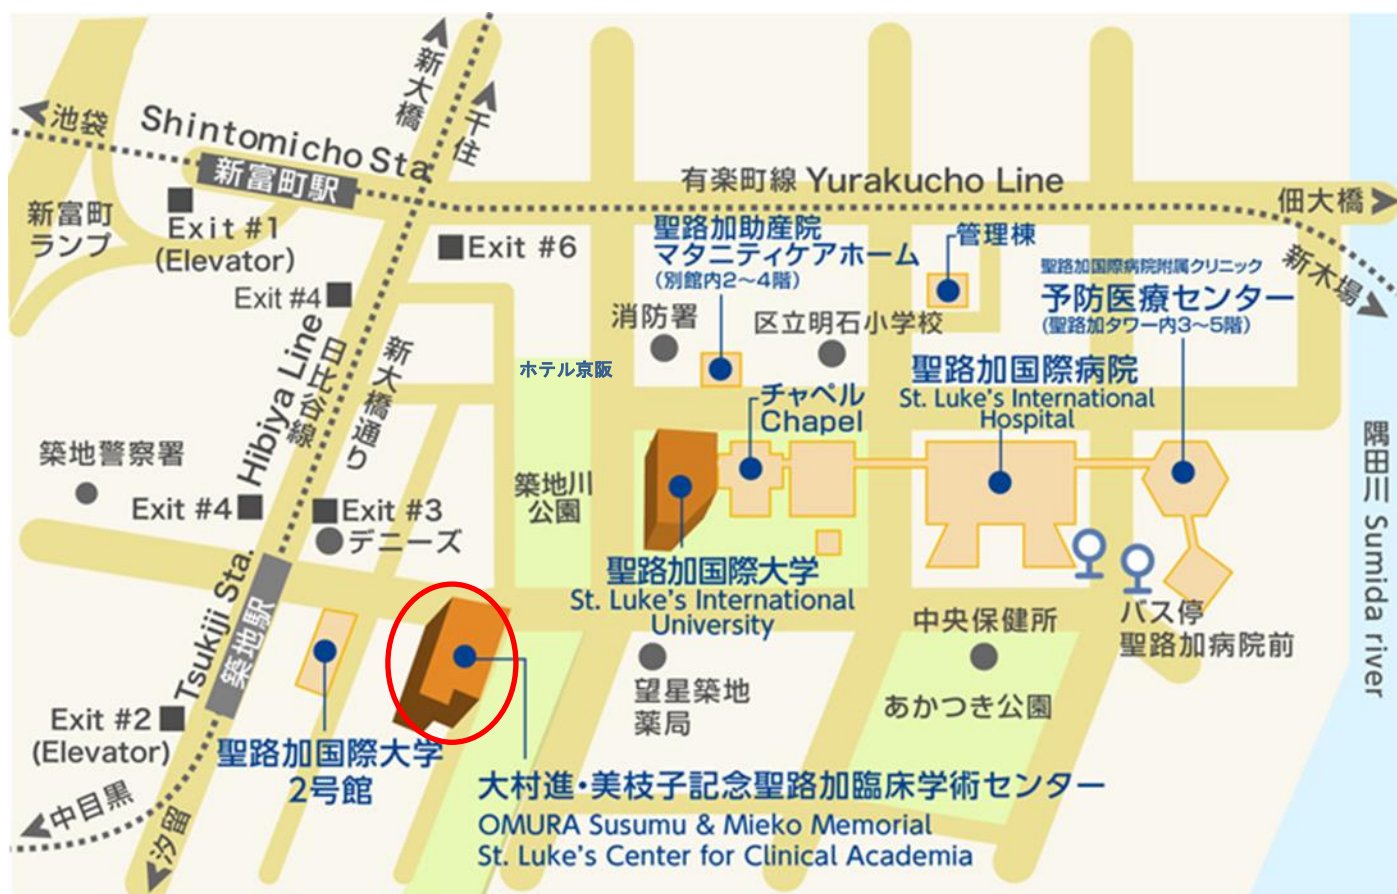 新大橋
千住
池袋
Shintomicho Sta.
新富町駅
有楽町線 Yurakucho Line
佃大橋
新木場
新富町
ランプ
Exit #1
(Elevator)
Exit #6
Exit #4
聖路加助産院
マタニティケアホーム
(別館内2～4階)
管理棟
聖路加国際病院附属クリニック
予防医療センター
(聖路加タワー内3～5階)
消防署
区立明石小学校
Hibiya Line
日比谷線
新大橋通り
ホテル京阪
チャペル
Chapel
聖路加国際病院
St. Luke's International
Hospital
隅田川 Sumida river
築地警察署
Exit #4
Exit #3
デニーズ
築地川
公園
聖路加国際大学
St. Luke's International
University
Tsukiji Sta.
築地駅
中央保健所
バス停
聖路加病院前
望星築地
薬局
あかつき公園
Exit #2
(Elevator)
聖路加国際大学
2号館
大村進・美枝子記念聖路加臨床学術センター
OMURA Susumu & Mieko Memorial
St. Luke's Center for Clinical Academia
中目黒
汐留